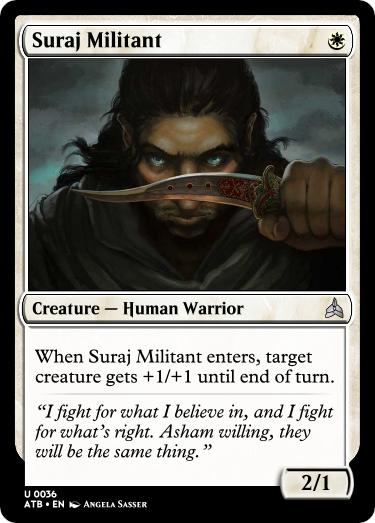 Suraj Militant
Creature — Human Warrior
When Suraj Militant enters, target
creature gets +1/+1 until end of turn.
“I fight for what I believe in, and I fight
for what’s right. Asham willing, they
will be the same thing.”
2/1
U 0036
ATB • EN Angela Sasser